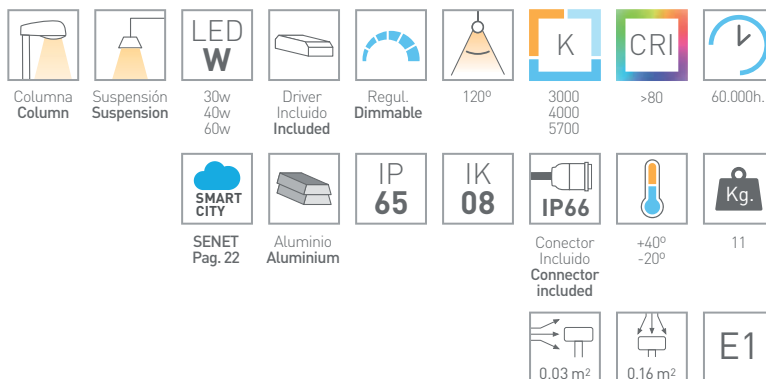 LED
W
K
CRI
Columna
Column
Suspensión
Suspension
30w
40w
60w
Driver
Incluido
Included
Regul.
Dimmable
120º
3000
4000
5700
>80
60.000h.
SMART
CITY
IP
65
IK
08
IP66
Kg.
SENET
Pag. 22
Aluminio
Aluminium
Conector
Incluido
Connector
included
+40º
-20º
11
0.03 m²
0.16 m²
E1